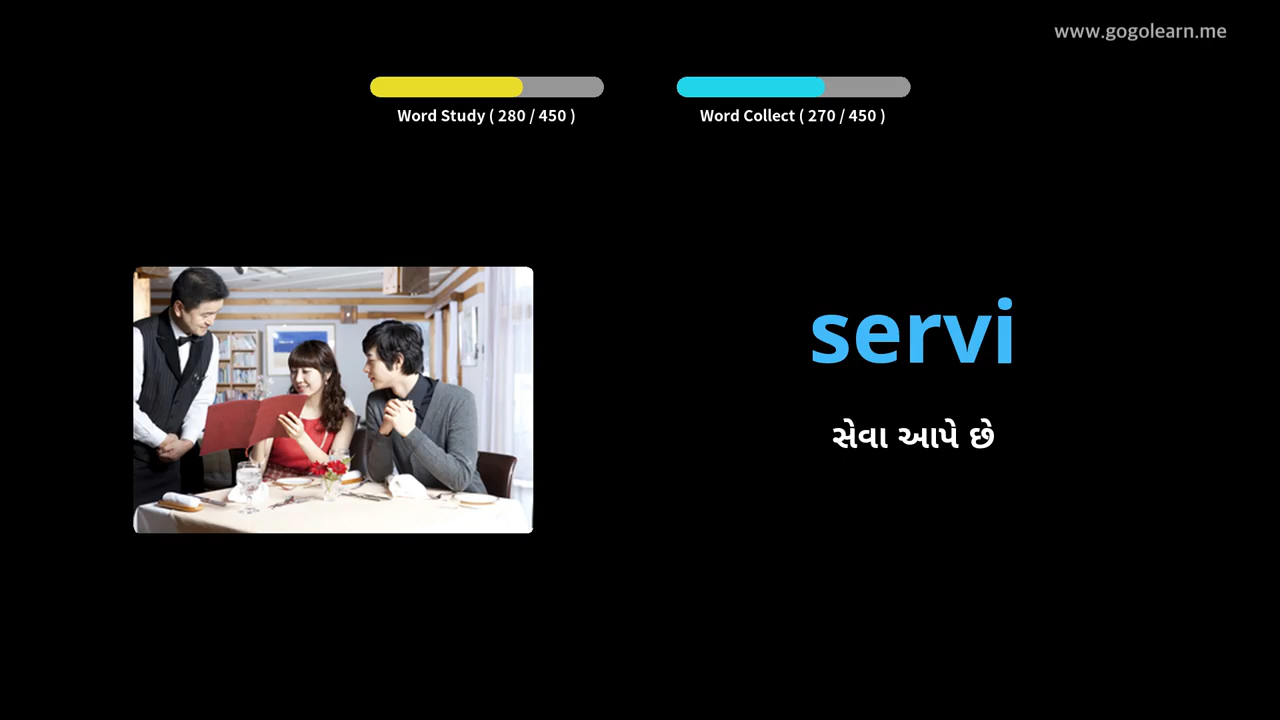 www.gogolearn.me
Word Study ( 280 / 450 )
Word Collect ( 270 / 450 )
servi
સેવા આપે છે